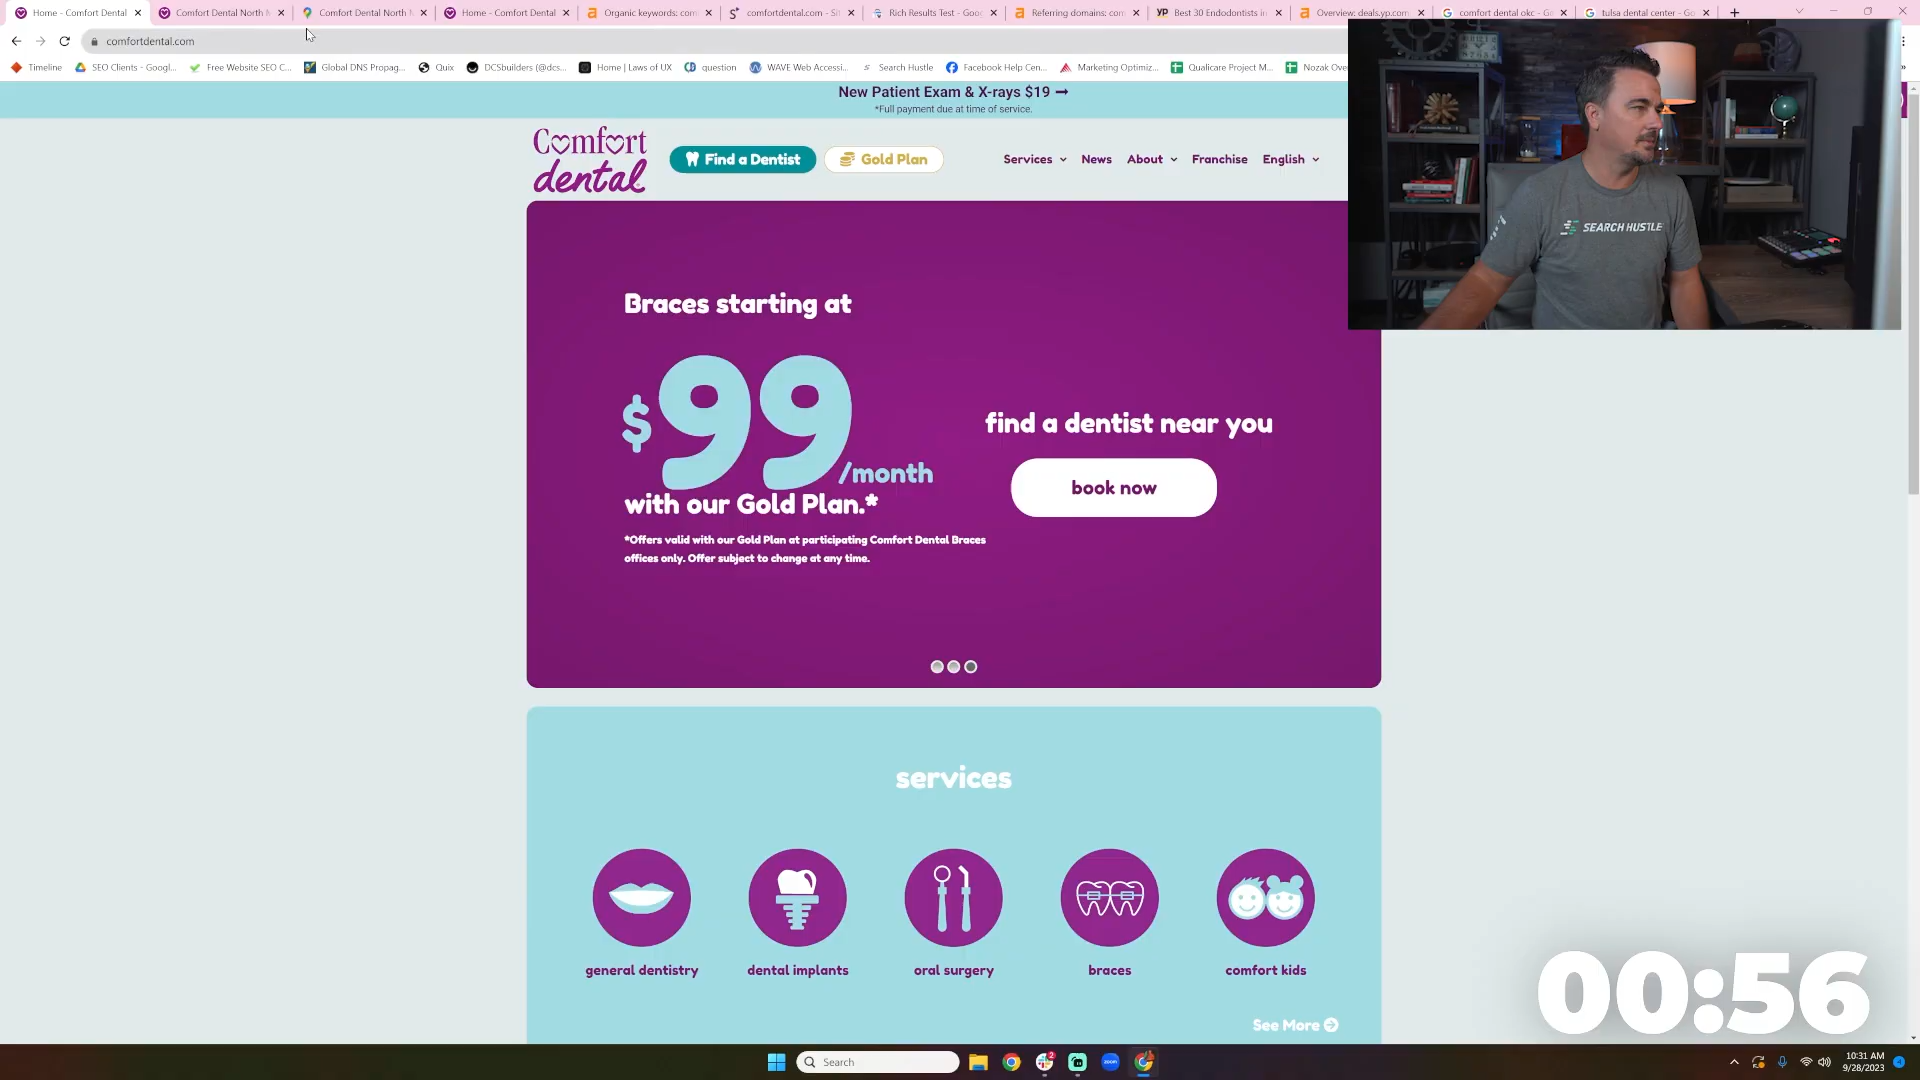 Home - Comfort Dental
Comfort Dental North
Comfort Dental North
Home - Comfort Dental
Organic keywords: com
comfortdental.com - Si
Rich Results Test - Goo
Referring domains: com
YP Best 30 Endodontists in
Overview: deals.yp.com
comfort dental okc - G
tulsa dental center - Go
comfortdental.com
Timeline
SEO Clients - Googl...
Free Website SEO C...
Global DNS Propag...
Quix
DCSbuilders (@dcs...
Home | Laws of UX
question
WAVE Web Accessi...
Search Hustle
Facebook Help Cen...
Marketing Optimiz...
Qualicare Project M...
Nozak Ove
New Patient Exam & X-rays $19 →
*Full payment due at time of service.
Comfort
dental
Find a Dentist
Gold Plan
Services
News
About
Franchise
English
SEARCH HUSTLE
Braces starting at
$99
/month
with our Gold Plan.*
*Offers valid with our Gold Plan at participating Comfort Dental Braces
offices only. Offer subject to change at any time.
find a dentist near you
book now
services
general dentistry
dental implants
oral surgery
braces
comfort kids
See More
00:56
Search
2
zoom
10:31 AM
9/28/2023